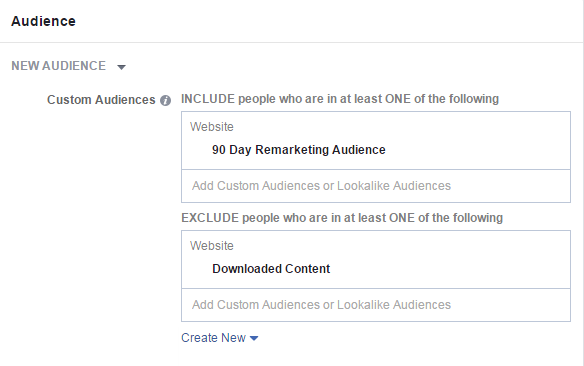 Audience
NEW AUDIENCE
Custom Audiences
INCLUDE people who are in at least ONE of the following
Website
90 Day Remarketing Audience
Add Custom Audiences or Lookalike Audiences
EXCLUDE people who are in at least ONE of the following
Website
Downloaded Content
Add Custom Audiences or Lookalike Audiences
Create New